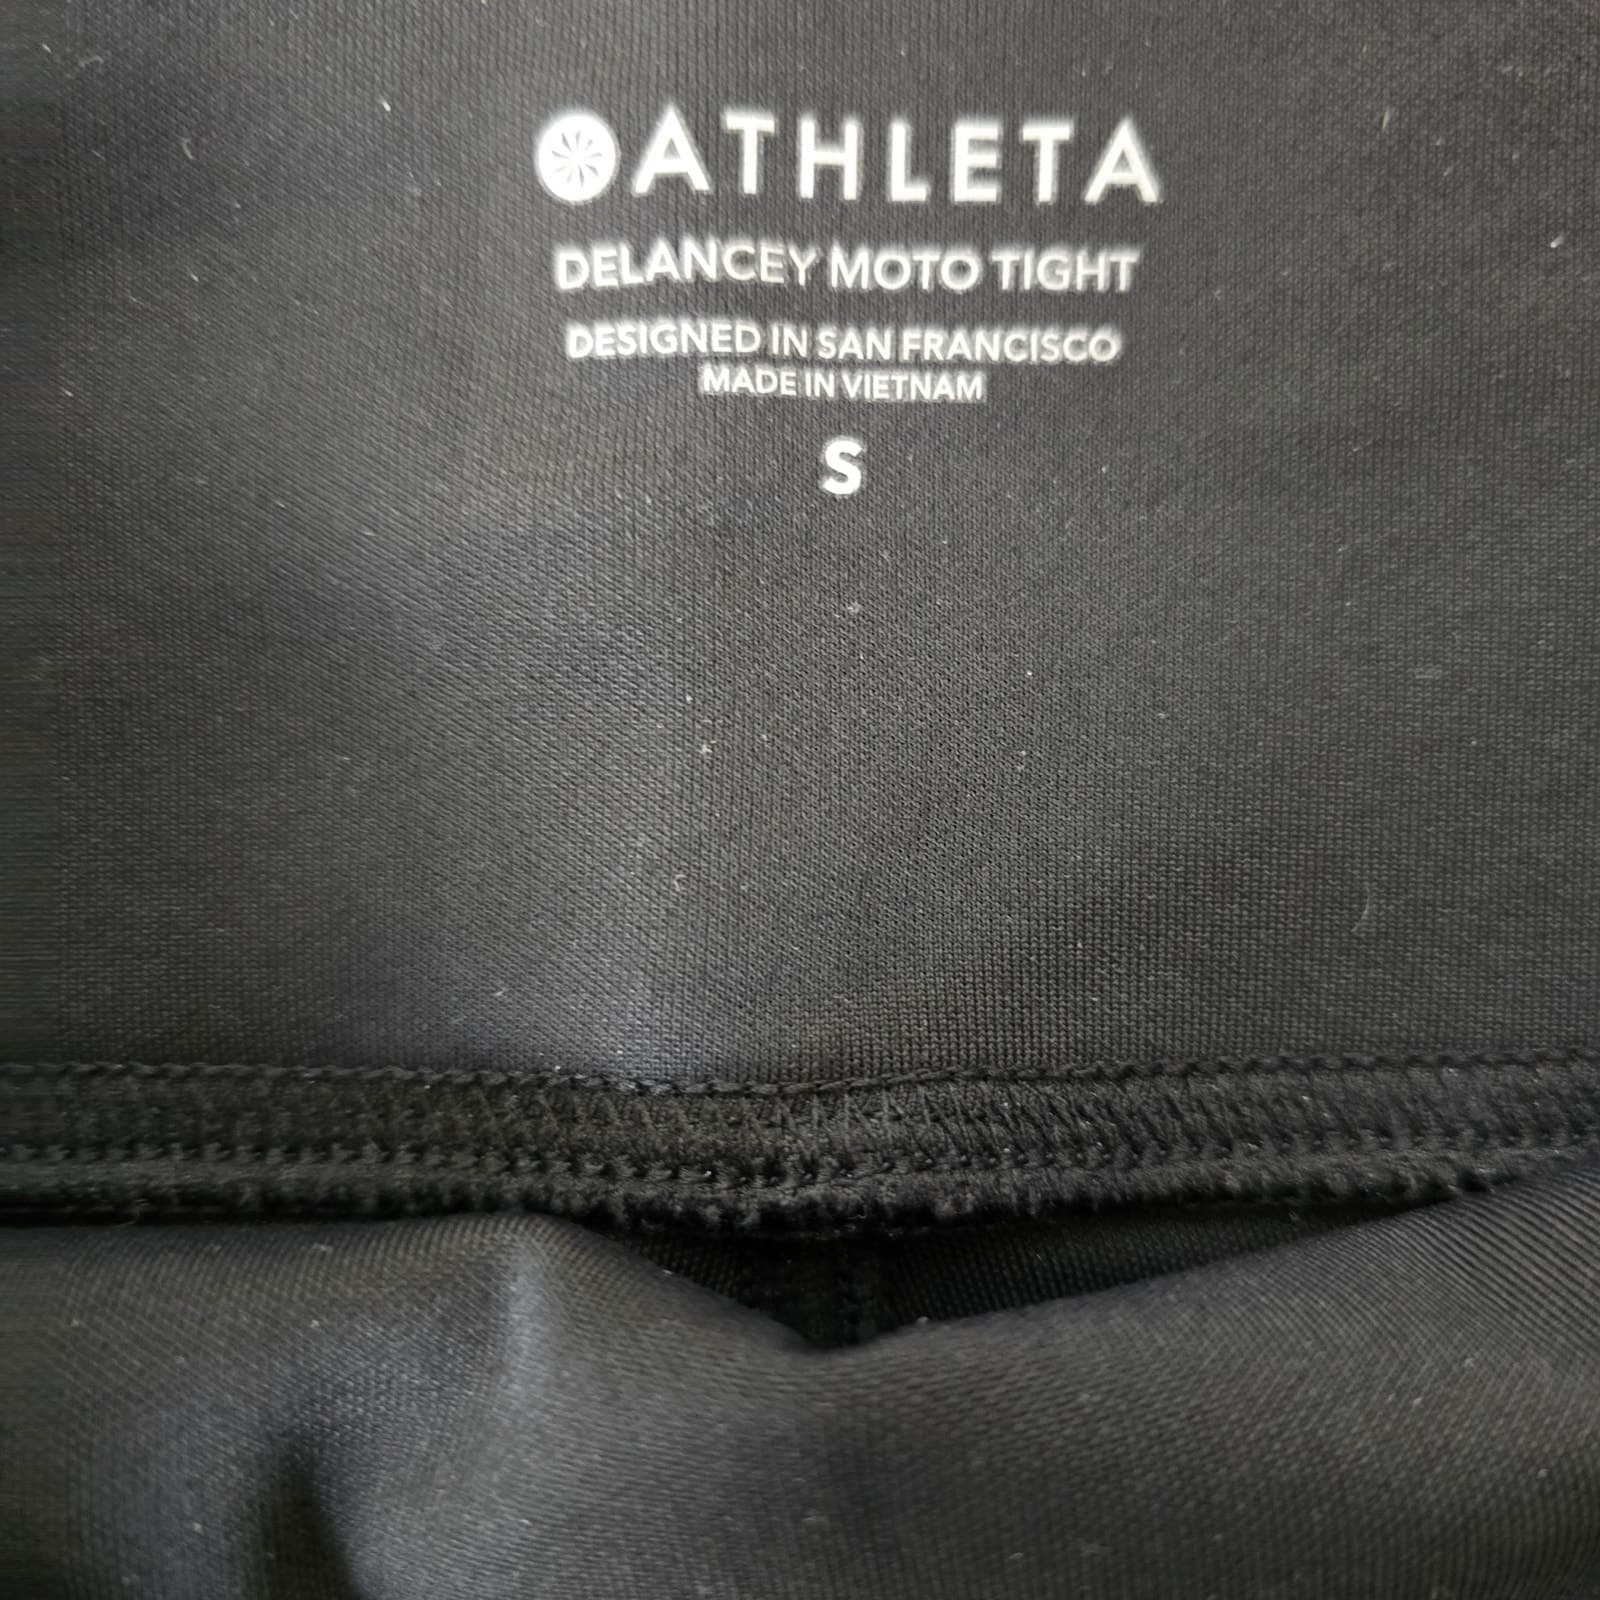 ATHLETA
DELANCEY MOTO TIGHT
DESIGNED IN SAN FRANCISCO
MADE IN VIETNAM
S